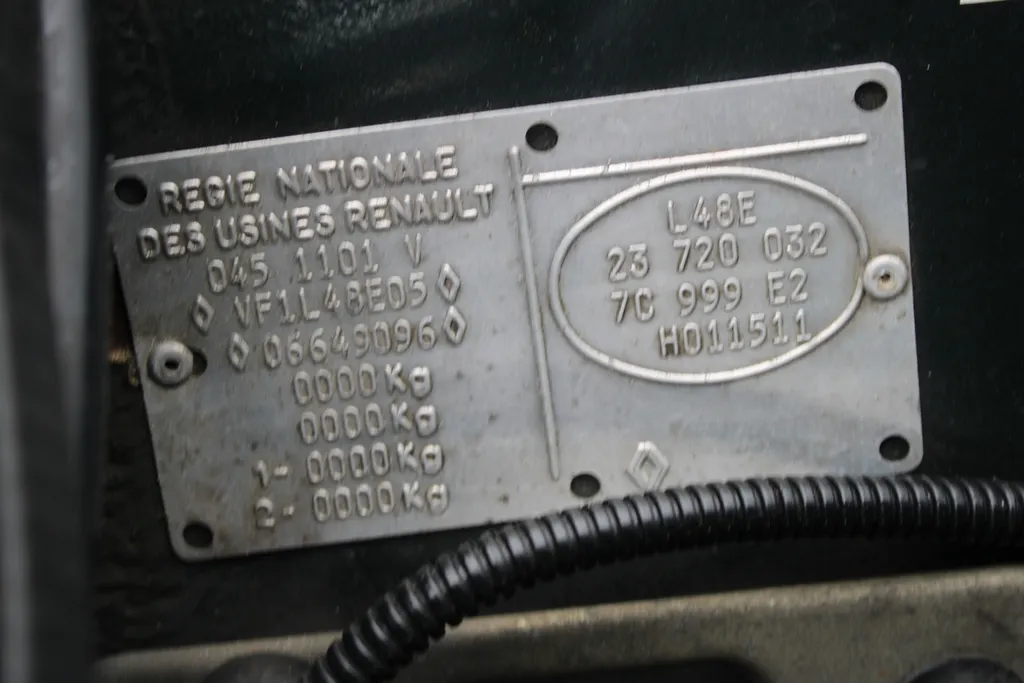 REGIE NATIONALE
DES USINES RENAULT
045 1101 V
◊ VF1L48E05 ◊
◊ 06649096 ◊
0000Kg
0000Kg
1- 0000Kg
2- 0000Kg
L48E
23 720 032
7C 999 E2
H011511